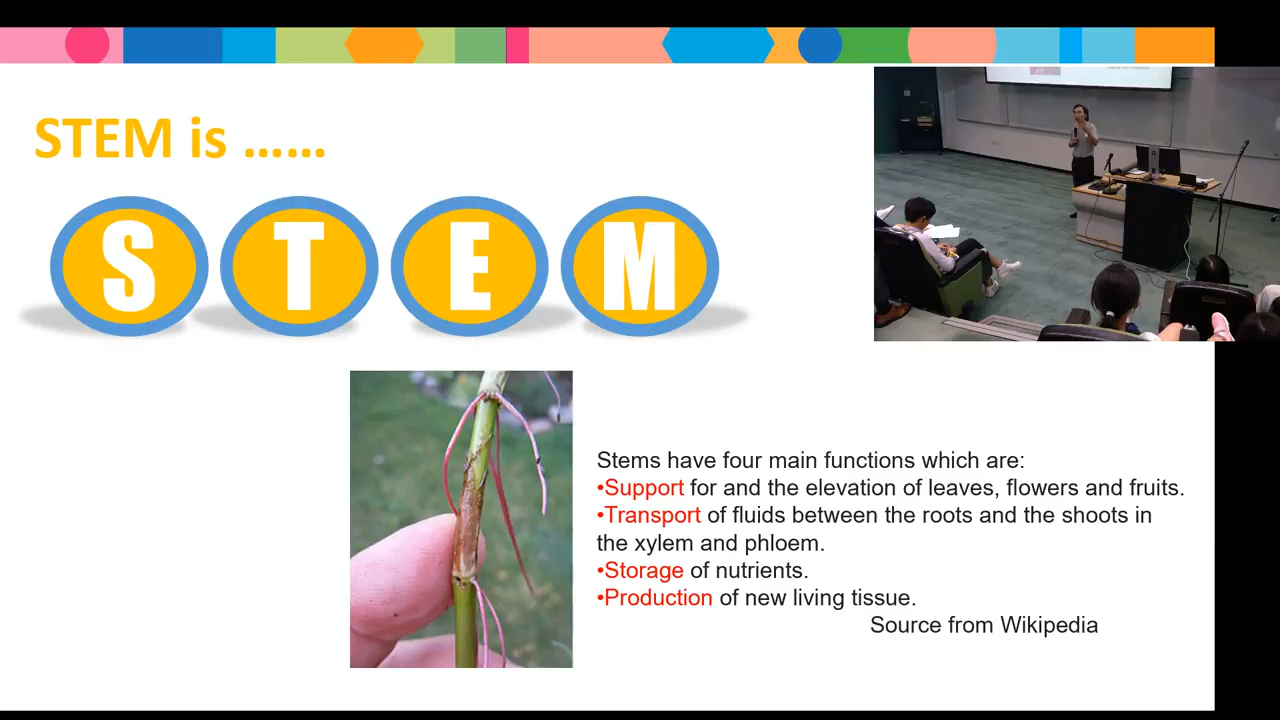 STEM is ......
S T E M
Stems have four main functions which are:
•Support for and the elevation of leaves, flowers and fruits.
•Transport of fluids between the roots and the shoots in
the xylem and phloem.
•Storage of nutrients.
•Production of new living tissue.
Source from Wikipedia